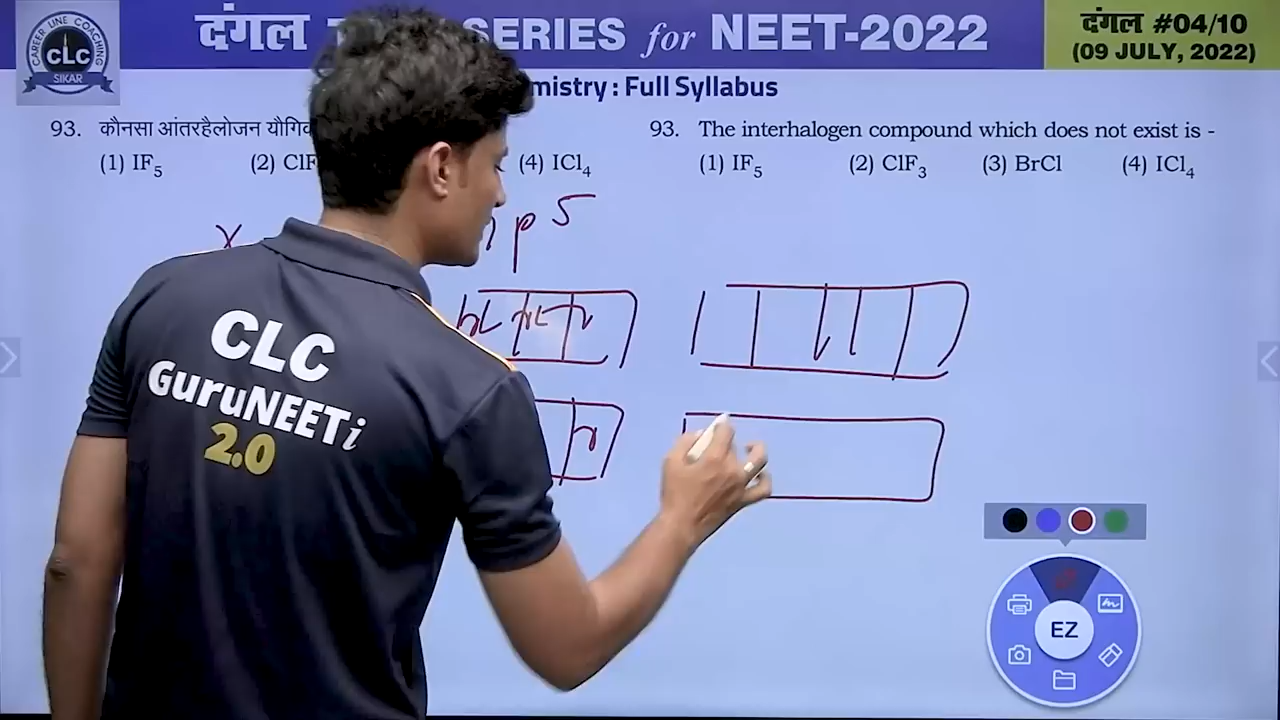 दंगल SERIES for NEET-2022
दंगल #04/10
(09 JULY, 2022)
CAREER LINE COACHING
CLC
SIKAR
mistry : Full Syllabus
93. कौनसा आंतरहैलोजन
(1) IF₅ (2) ClF (4) ICl₄
93. The interhalogen compound which does not exist is -
(1) IF₅ (2) ClF₃ (3) BrCl (4) ICl₄
p⁵
CLC
GuruNEETi
2.0
EZ